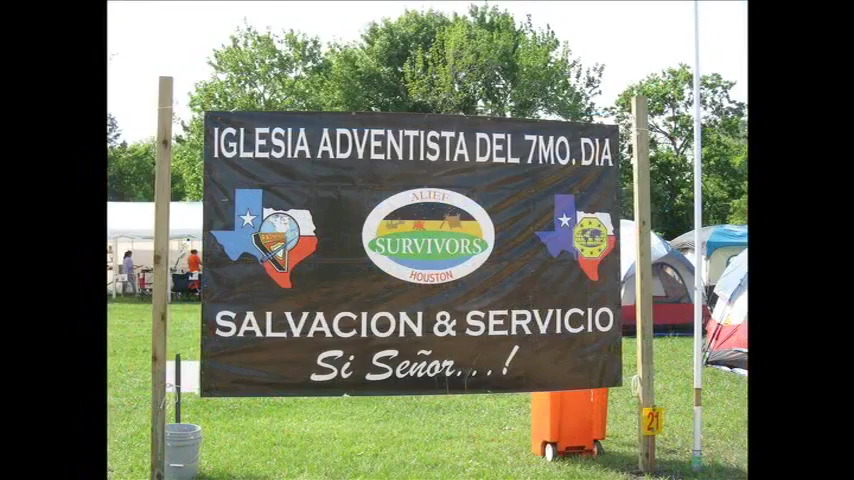 IGLESIA ADVENTISTA DEL 7MO. DIA
ALIEF
SURVIVORS
HOUSTON
SALVACION & SERVICIO
Si Señor...!
21